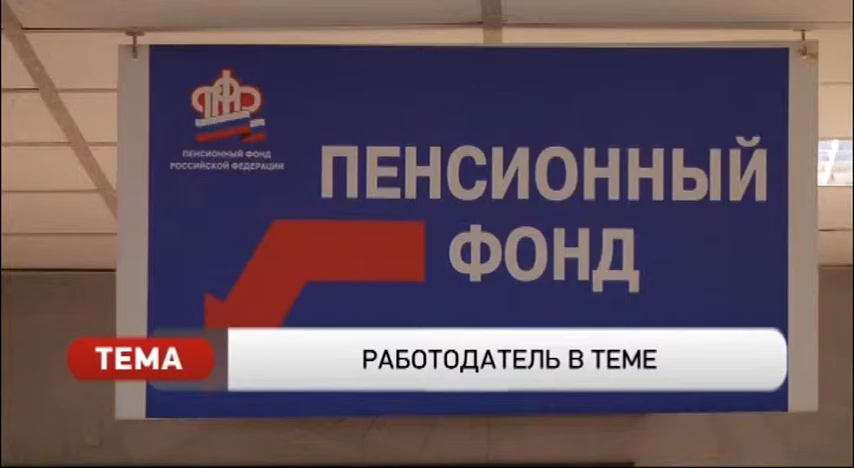 ПЕНСИОННЫЙ ФОНД
РОССИЙСКОЙ ФЕДЕРАЦИИ
ПЕНСИОННЫЙ
ФОНД
ТЕМА
РАБОТОДАТЕЛЬ В ТЕМЕ